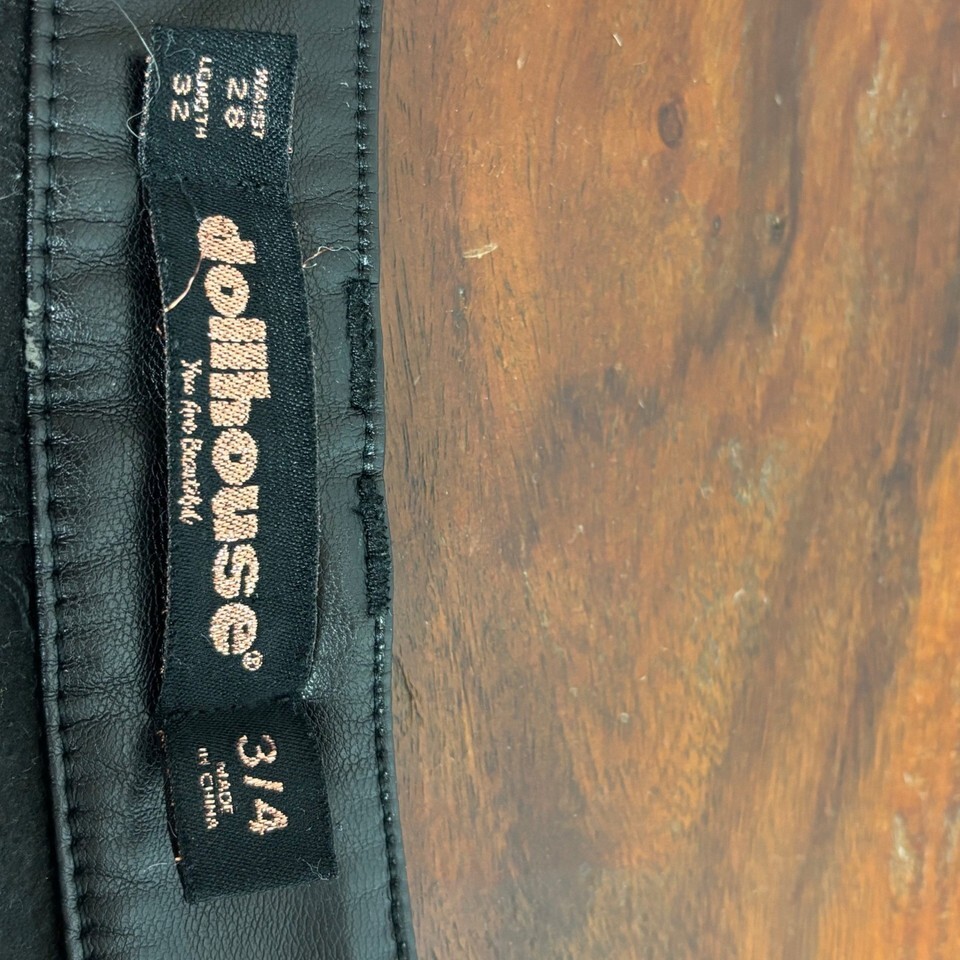 WAIST
28
LENGTH
32
dollhouse®
You Are Beautiful
3/4
MADE
IN CHINA